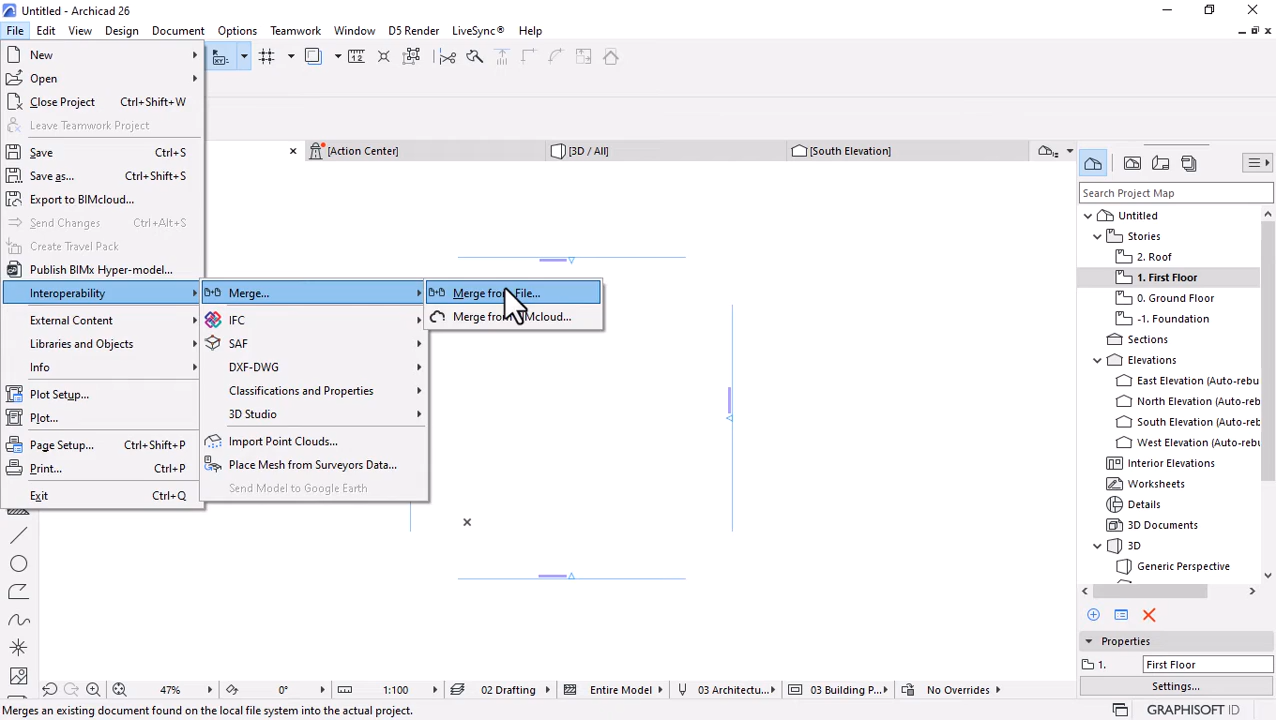 Untitled - Archicad 26
File Edit View Design Document Options Teamwork Window D5 Render LiveSync® Help
New
Open
Close Project Ctrl+Shift+W
Leave Teamwork Project
Save Ctrl+S
Save as... Ctrl+Shift+S
Export to BIMcloud...
Send Changes Ctrl+Alt+S
Create Travel Pack
Publish BIMx Hyper-model...
Interoperability
External Content
Libraries and Objects
Info
Plot Setup...
Plot...
Page Setup... Ctrl+Shift+P
Print... Ctrl+P
Exit Ctrl+Q
Merge...
IFC
SAF
DXF-DWG
Classifications and Properties
3D Studio
Import Point Clouds...
Place Mesh from Surveyors Data...
Send Model to Google Earth
Merge from File...
Merge from BIMcloud...
[Action Center] [3D / All] [South Elevation]
Search Project Map
Untitled
Stories
2. Roof
1. First Floor
0. Ground Floor
-1. Foundation
Sections
Elevations
East Elevation (Auto-rebu
North Elevation (Auto-reb
South Elevation (Auto-reb
West Elevation (Auto-rebu
Interior Elevations
Worksheets
Details
3D Documents
3D
Generic Perspective
Properties
1. First Floor
Settings...
47% 0° 1:100 02 Drafting Entire Model 03 Architectu... 03 Building P... No Overrides
Merges an existing document found on the local file system into the actual project.
GRAPHISOFT ID